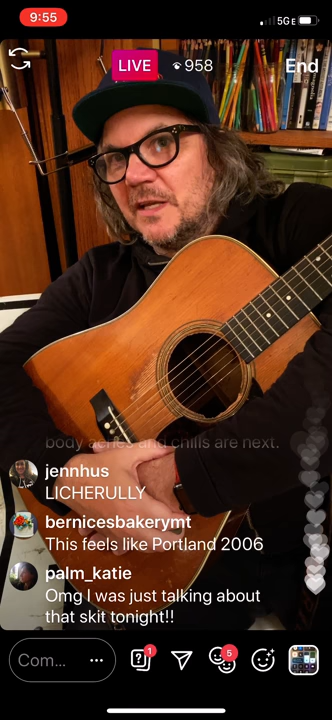 9:55
5GE
LIVE
958
End
body aches and chills are next.
jennhus
LICHERULLY
bernicesbakerymt
This feels like Portland 2006
palm_katie
Omg I was just talking about
that skit tonight!!
Com...
1
5